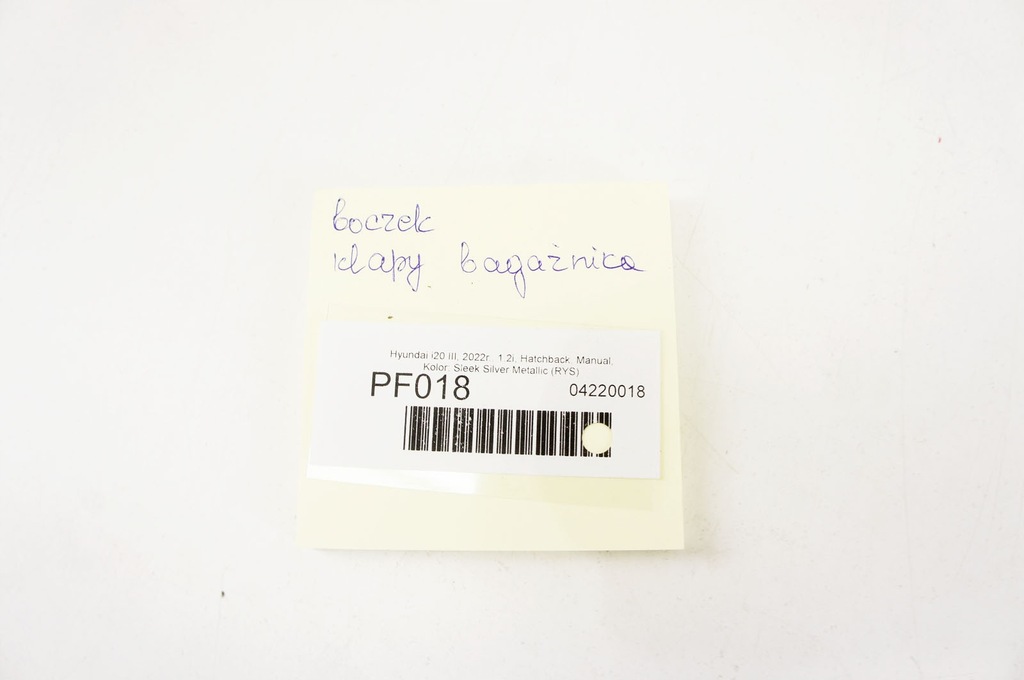 boczek
klapy bagażnika
Hyundai i20 III, 2022r., 1.2i, Hatchback, Manual,
Kolor: Sleek Silver Metallic (RYS)
PF018 04220018